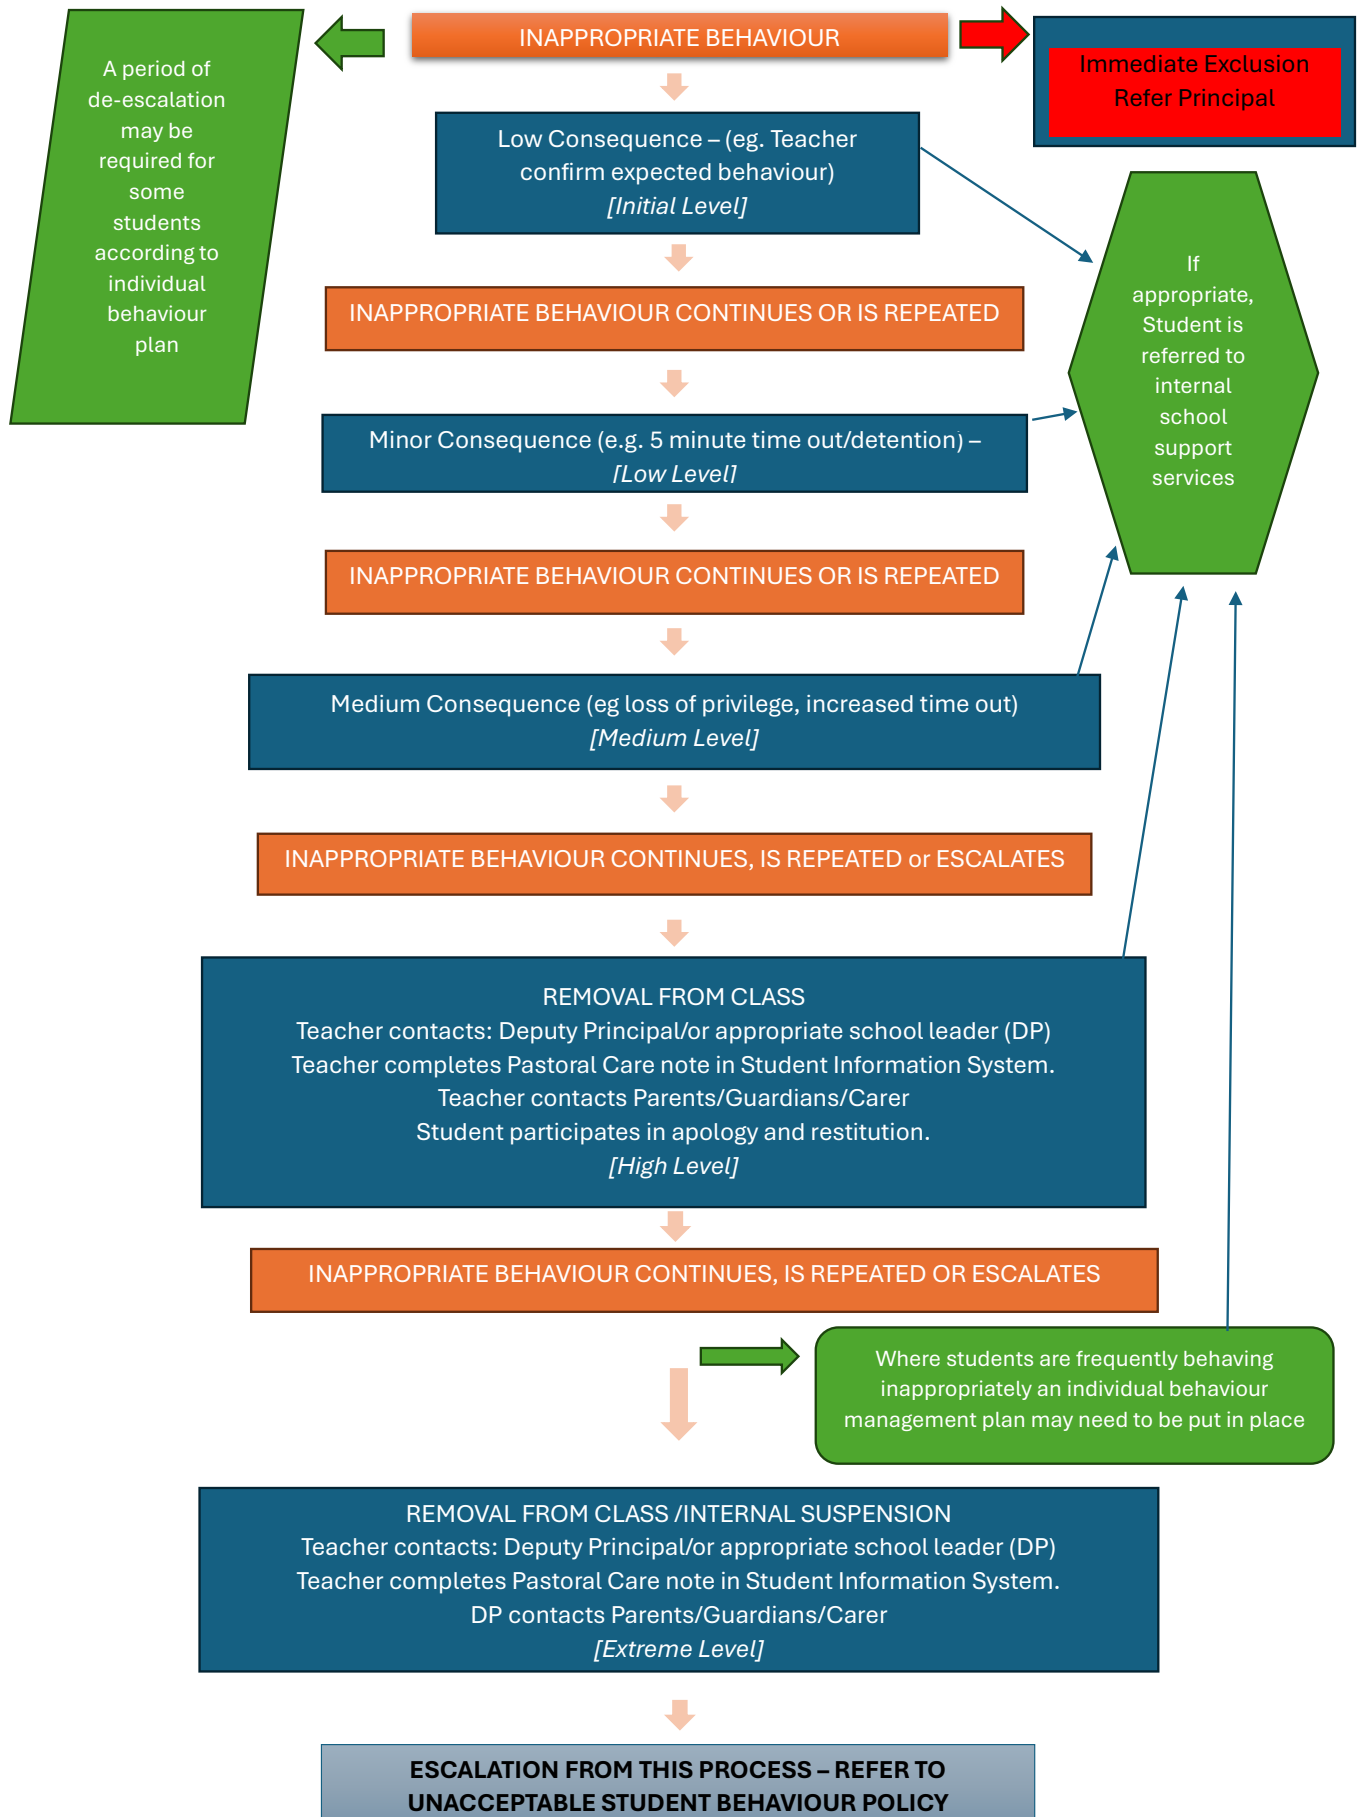 INAPPROPRIATE BEHAVIOUR
A period of
de-escalation
may be
required for
some
students
according to
individual
behaviour
plan
Immediate Exclusion
Refer Principal
Low Consequence – (eg. Teacher
confirm expected behaviour)
[Initial Level]
If
appropriate,
Student is
referred to
internal
school
support
services
INAPPROPRIATE BEHAVIOUR CONTINUES OR IS REPEATED
Minor Consequence (e.g. 5 minute time out/detention) –
[Low Level]
INAPPROPRIATE BEHAVIOUR CONTINUES OR IS REPEATED
Medium Consequence (eg loss of privilege, increased time out)
[Medium Level]
INAPPROPRIATE BEHAVIOUR CONTINUES, IS REPEATED or ESCALATES
REMOVAL FROM CLASS
Teacher contacts: Deputy Principal/or appropriate school leader (DP)
Teacher completes Pastoral Care note in Student Information System.
Teacher contacts Parents/Guardians/Carer
Student participates in apology and restitution.
[High Level]
INAPPROPRIATE BEHAVIOUR CONTINUES, IS REPEATED OR ESCALATES
Where students are frequently behaving
inappropriately an individual behaviour
management plan may need to be put in place
REMOVAL FROM CLASS /INTERNAL SUSPENSION
Teacher contacts: Deputy Principal/or appropriate school leader (DP)
Teacher completes Pastoral Care note in Student Information System.
DP contacts Parents/Guardians/Carer
[Extreme Level]
ESCALATION FROM THIS PROCESS – REFER TO
UNACCEPTABLE STUDENT BEHAVIOUR POLICY